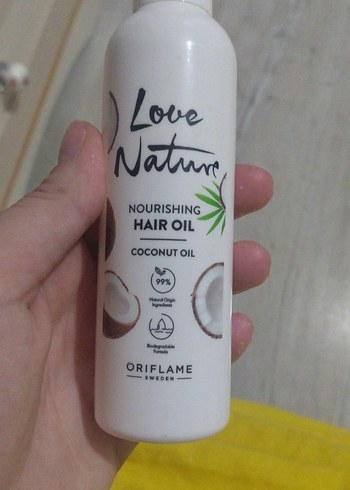 Love
Nature
NOURISHING
HAIR OIL
COCONUT OIL
99%
Natural Origin
Ingredients
Biodegradable
Formula
ORIFLAME
SWEDEN